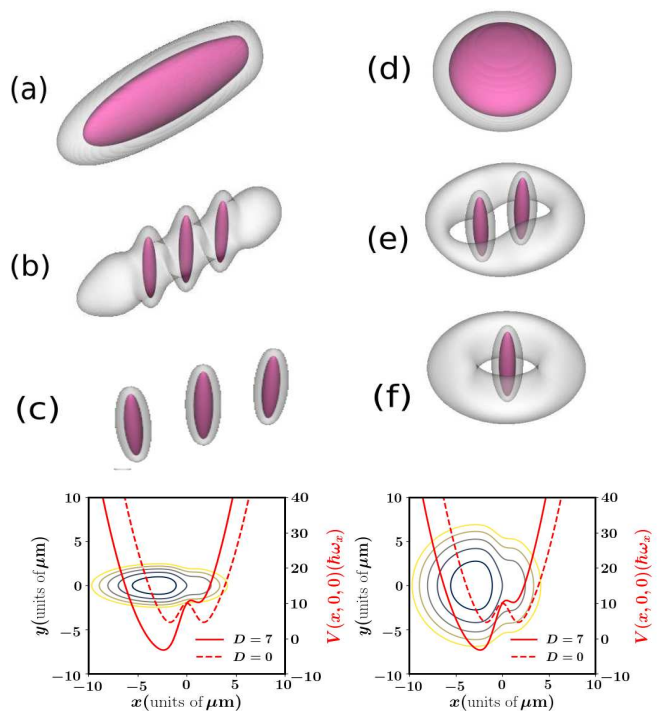 (a)
(d)
(b)
(e)
(c)
(f)
10
5
0
−5
−10
y(units of μm)
40
30
20
10
0
−10
V(x, 0, 0)(ħωₓ)
D = 7
D = 0
−10 −5 0 5 10
x(units of μm)
10
5
0
−5
−10
y(units of μm)
40
30
20
10
0
−10
V(x, 0, 0)(ħωₓ)
D = 7
D = 0
−10 −5 0 5 10
x(units of μm)